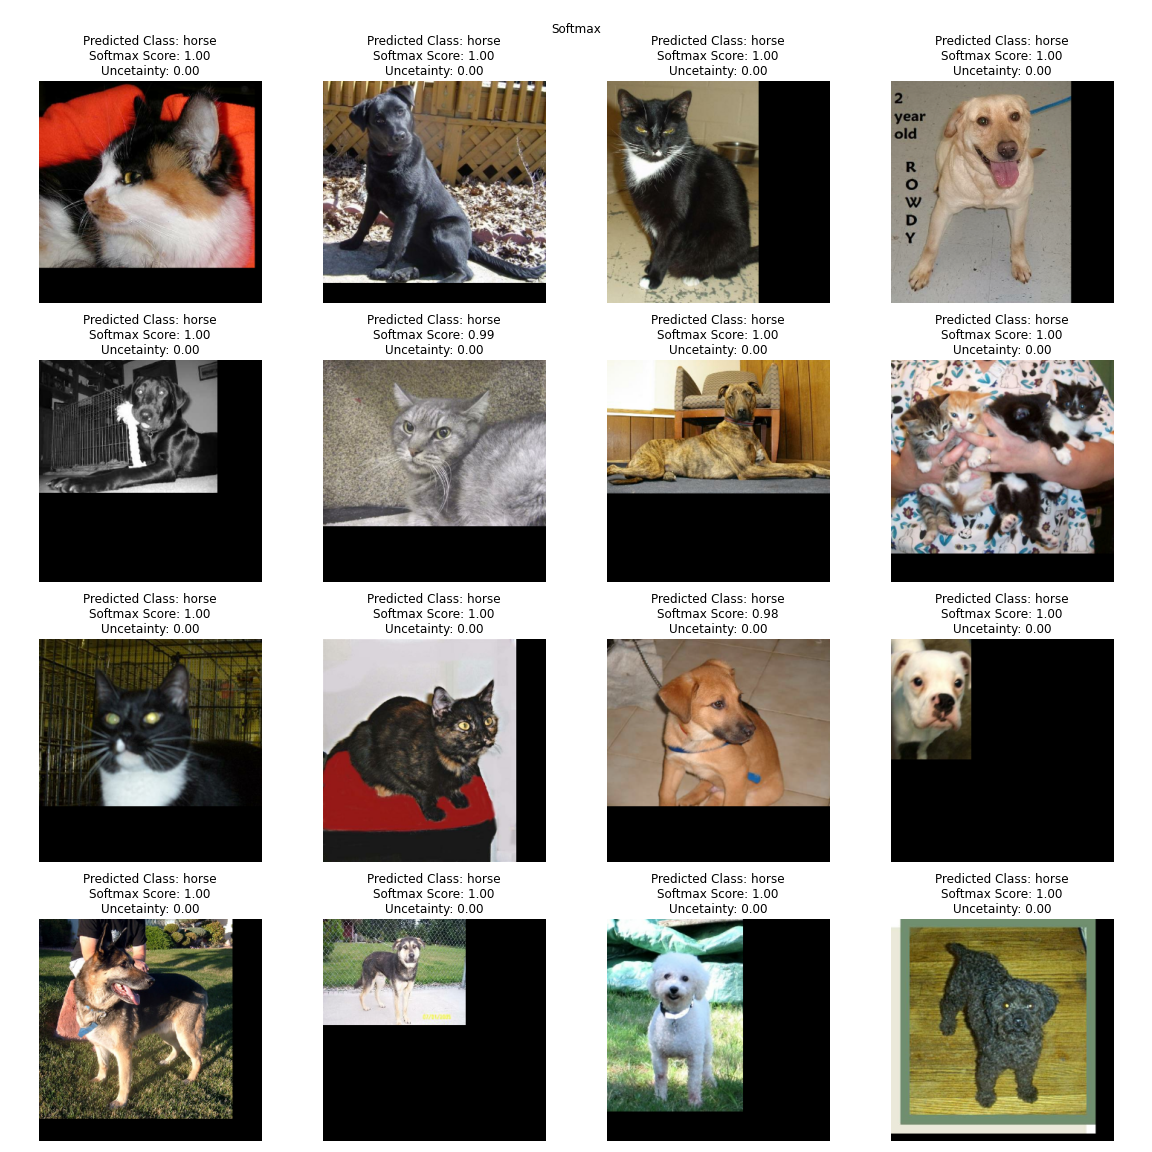 Softmax
Predicted Class: horse
Softmax Score: 1.00
Uncetainty: 0.00
Predicted Class: horse
Softmax Score: 1.00
Uncetainty: 0.00
Predicted Class: horse
Softmax Score: 1.00
Uncetainty: 0.00
Predicted Class: horse
Softmax Score: 1.00
Uncetainty: 0.00
2
year
old
R
O
W
D
Y
Predicted Class: horse
Softmax Score: 1.00
Uncetainty: 0.00
Predicted Class: horse
Softmax Score: 0.99
Uncetainty: 0.00
Predicted Class: horse
Softmax Score: 1.00
Uncetainty: 0.00
Predicted Class: horse
Softmax Score: 1.00
Uncetainty: 0.00
Predicted Class: horse
Softmax Score: 1.00
Uncetainty: 0.00
Predicted Class: horse
Softmax Score: 1.00
Uncetainty: 0.00
Predicted Class: horse
Softmax Score: 0.98
Uncetainty: 0.00
Predicted Class: horse
Softmax Score: 1.00
Uncetainty: 0.00
Predicted Class: horse
Softmax Score: 1.00
Uncetainty: 0.00
Predicted Class: horse
Softmax Score: 1.00
Uncetainty: 0.00
Predicted Class: horse
Softmax Score: 1.00
Uncetainty: 0.00
Predicted Class: horse
Softmax Score: 1.00
Uncetainty: 0.00